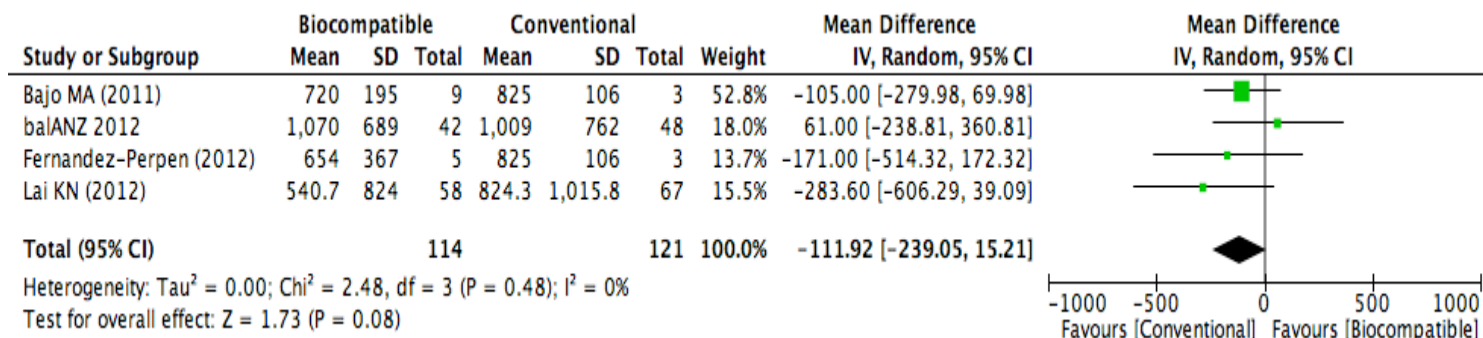 Biocompatible Conventional Mean Difference Mean Difference
Study or Subgroup Mean SD Total Mean SD Total Weight IV, Random, 95% CI IV, Random, 95% CI
Bajo MA (2011) 720 195 9 825 106 3 52.8% −105.00 [−279.98, 69.98]
balANZ 2012 1,070 689 42 1,009 762 48 18.0% 61.00 [−238.81, 360.81]
Fernandez-Perpen (2012) 654 367 5 825 106 3 13.7% −171.00 [−514.32, 172.32]
Lai KN (2012) 540.7 824 58 824.3 1,015.8 67 15.5% −283.60 [−606.29, 39.09]
Total (95% CI) 114 121 100.0% −111.92 [−239.05, 15.21]
Heterogeneity: Tau² = 0.00; Chi² = 2.48, df = 3 (P = 0.48); I² = 0%
Test for overall effect: Z = 1.73 (P = 0.08)
−1000 −500 0 500 1000
Favours [Conventional] Favours [Biocompatible]